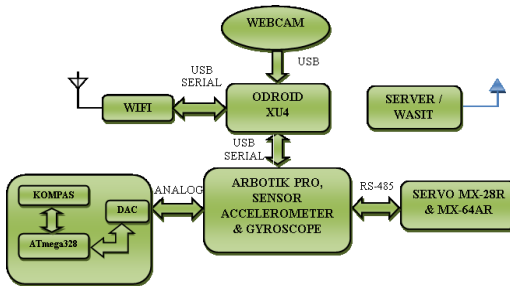 WEBCAM
USB
USB
SERIAL
WIFI
ODROID
XU4
SERVER /
WASIT
USB
SERIAL
KOMPAS
DAC
ATmega328
ANALOG
ARBOTIK PRO,
SENSOR
ACCELEROMETER
& GYROSCOPE
RS-485
SERVO MX-28R
& MX-64AR